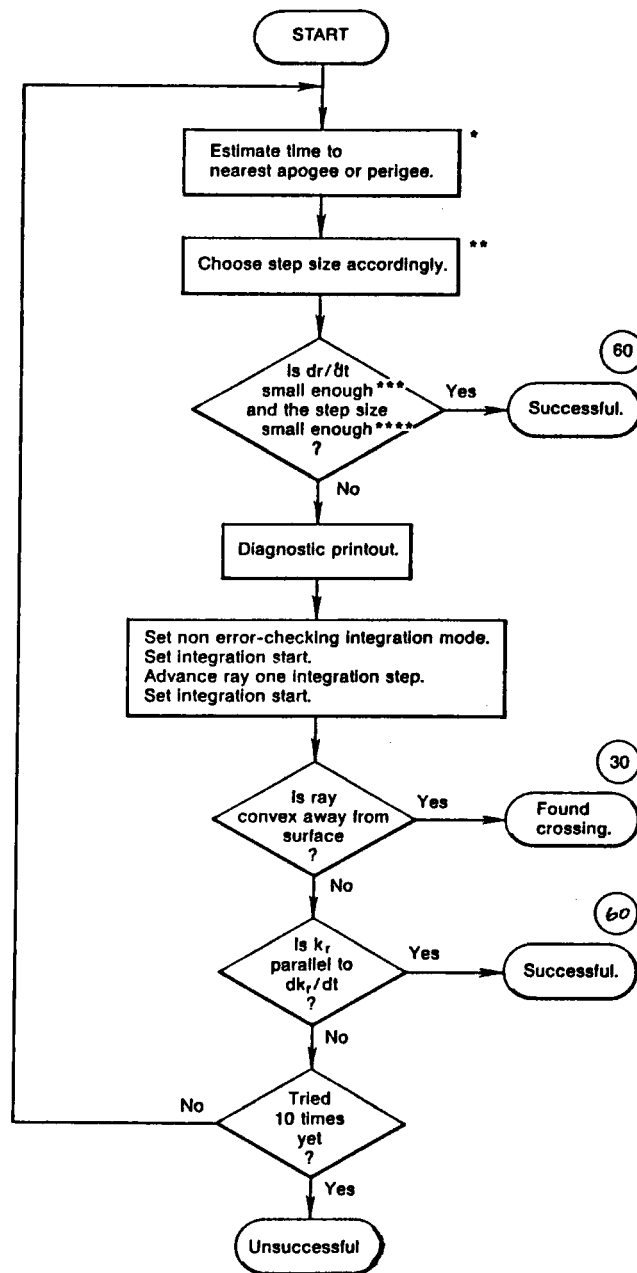 START
*
Estimate time to
nearest apogee or perigee.
**
Choose step size accordingly.
60
Is dr/dt
small enough***
and the step size
small enough****
?
Yes
Successful.
No
Diagnostic printout.
Set non error-checking integration mode.
Set integration start.
Advance ray one integration step.
Set integration start.
30
Is ray
convex away from
surface
?
Yes
Found
crossing.
No
60
Is kr
parallel to
dkr/dt
?
Yes
Successful.
No
No
Tried
10 times
yet
?
Yes
Unsuccessful